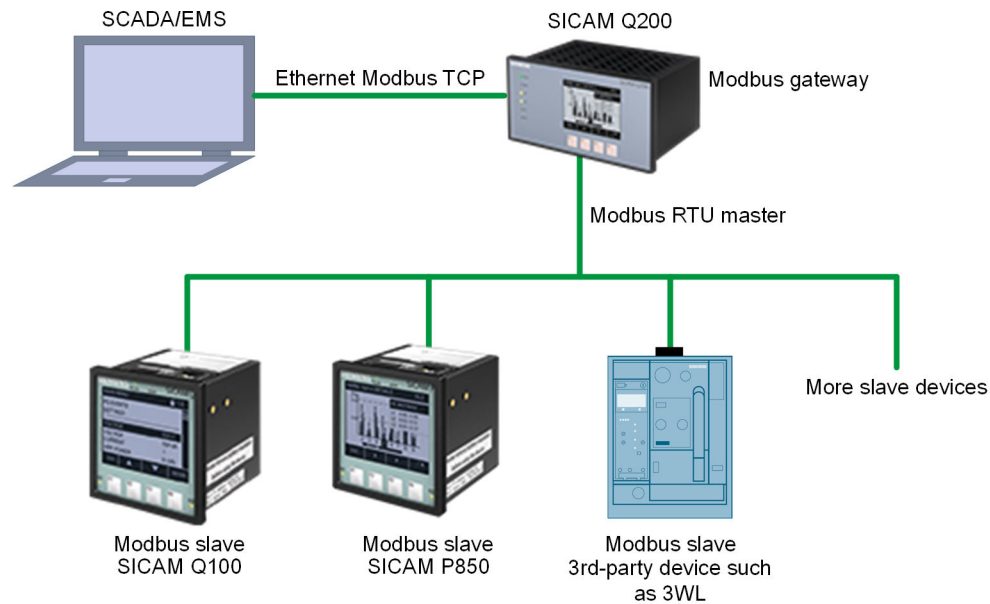 SCADA/EMS
SICAM Q200
Ethernet Modbus TCP
Modbus gateway
Modbus RTU master
More slave devices
Modbus slave
SICAM Q100
Modbus slave
SICAM P850
Modbus slave
3rd-party device such
as 3WL